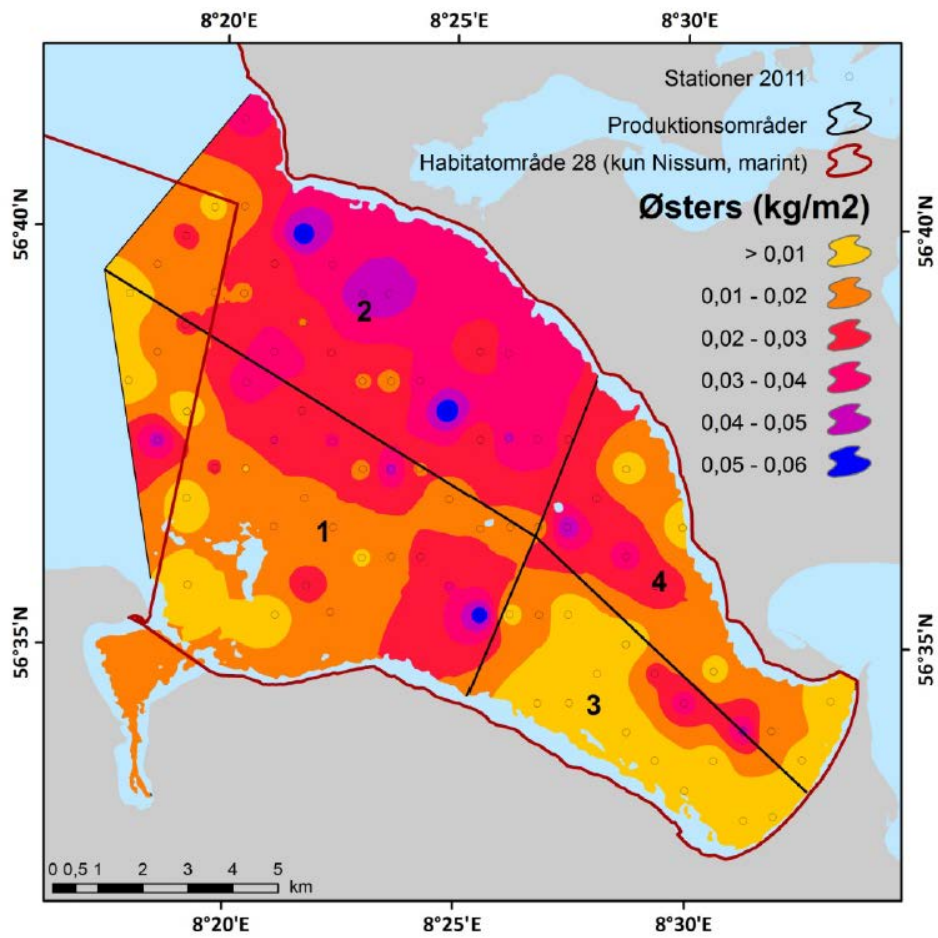 8°20'E 8°25'E 8°30'E
Stationer 2011
Produktionsområder
Habitatområde 28 (kun Nissum, marint)
Østers (kg/m2)
> 0,01
0,01 - 0,02
0,02 - 0,03
0,03 - 0,04
0,04 - 0,05
0,05 - 0,06
56°40'N 56°40'N
2
1
4
56°35'N 56°35'N
3
0 0,5 1 2 3 4 5
km
8°20'E 8°25'E 8°30'E